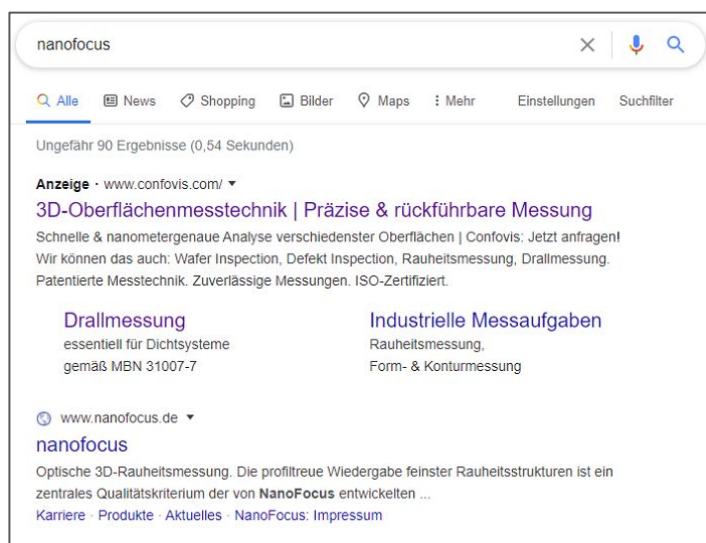 nanofocus
Alle News Shopping Bilder Maps Mehr Einstellungen Suchfilter
Ungefähr 90 Ergebnisse (0,54 Sekunden)
Anzeige · www.confovis.com/
3D-Oberflächenmesstechnik | Präzise & rückführbare Messung
Schnelle & nanometergenaue Analyse verschiedenster Oberflächen | Confovis: Jetzt anfragen!
Wir können das auch: Wafer Inspection, Defekt Inspection, Rauheitsmessung, Drallmessung.
Patentierte Messtechnik. Zuverlässige Messungen. ISO-Zertifiziert.
Drallmessung
essentiell für Dichtsysteme
gemäß MBN 31007-7
Industrielle Messaufgaben
Rauheitsmessung,
Form- & Konturmessung
www.nanofocus.de
nanofocus
Optische 3D-Rauheitsmessung. Die profiltreue Wiedergabe feinster Rauheitsstrukturen ist ein
zentrales Qualitätskriterium der von NanoFocus entwickelten ...
Karriere · Produkte · Aktuelles · NanoFocus: Impressum